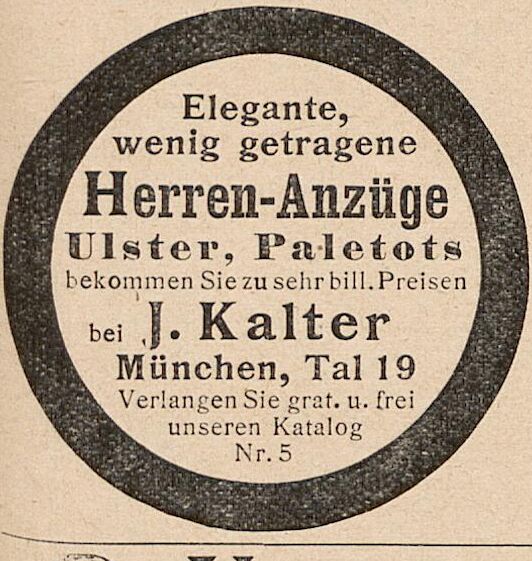 Elegante,
wenig getragene
Herren-Anzüge
Ulster, Paletots
bekommen Sie zu sehr bill. Preisen
bei J. Kalter
München, Tal 19
Verlangen Sie grat. u. frei
unseren Katalog
Nr. 5